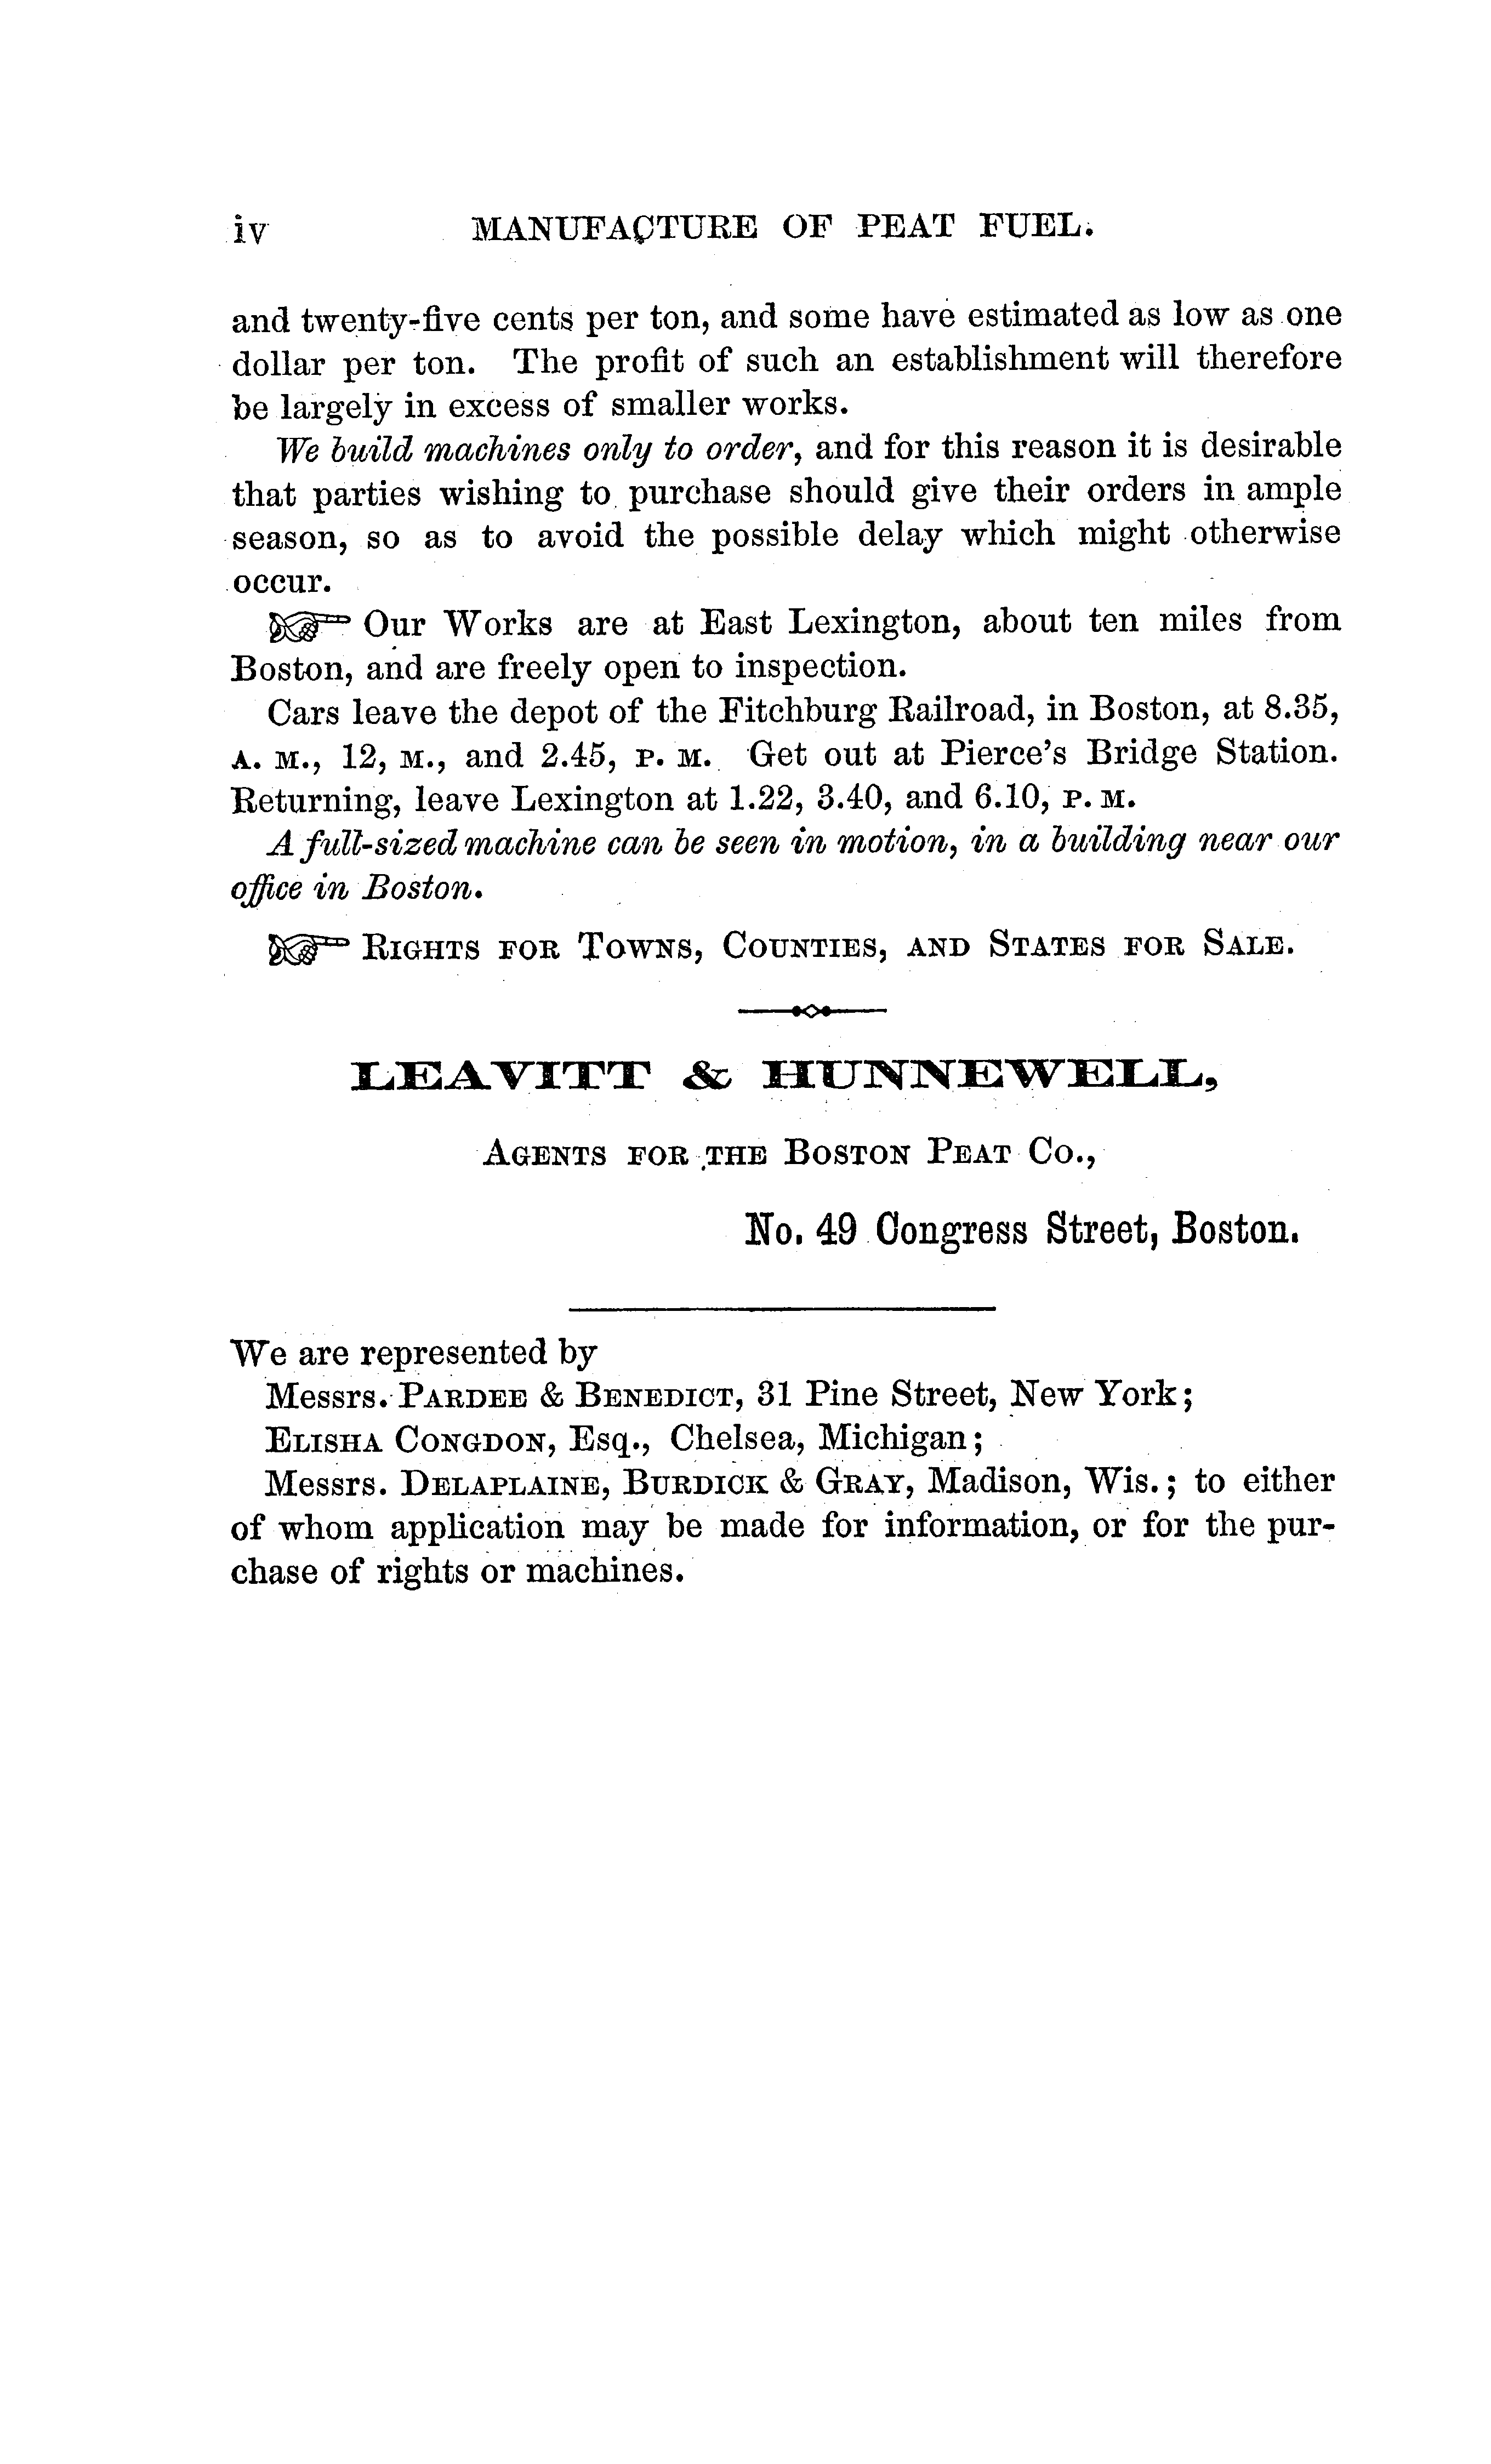 iv MANUFACTURE OF PEAT FUEL.
and twenty-five cents per ton, and some have estimated as low as one
dollar per ton. The profit of such an establishment will therefore
be largely in excess of smaller works.
We build machines only to order, and for this reason it is desirable
that parties wishing to purchase should give their orders in ample
season, so as to avoid the possible delay which might otherwise
occur.
☞ Our Works are at East Lexington, about ten miles from
Boston, and are freely open to inspection.
Cars leave the depot of the Fitchburg Railroad, in Boston, at 8.35,
A. M., 12, M., and 2.45, P. M. Get out at Pierce's Bridge Station.
Returning, leave Lexington at 1.22, 3.40, and 6.10, P. M.
A full-sized machine can be seen in motion, in a building near our
office in Boston.
☞ RIGHTS FOR TOWNS, COUNTIES, AND STATES FOR SALE.
LEAVITT & HUNNEWELL,
AGENTS FOR THE BOSTON PEAT CO.,
No. 49 Congress Street, Boston.
We are represented by
Messrs. PARDEE & BENEDICT, 31 Pine Street, New York;
ELISHA CONGDON, Esq., Chelsea, Michigan;
Messrs. DELAPLAINE, BURDICK & GRAY, Madison, Wis.; to either
of whom application may be made for information, or for the pur-
chase of rights or machines.